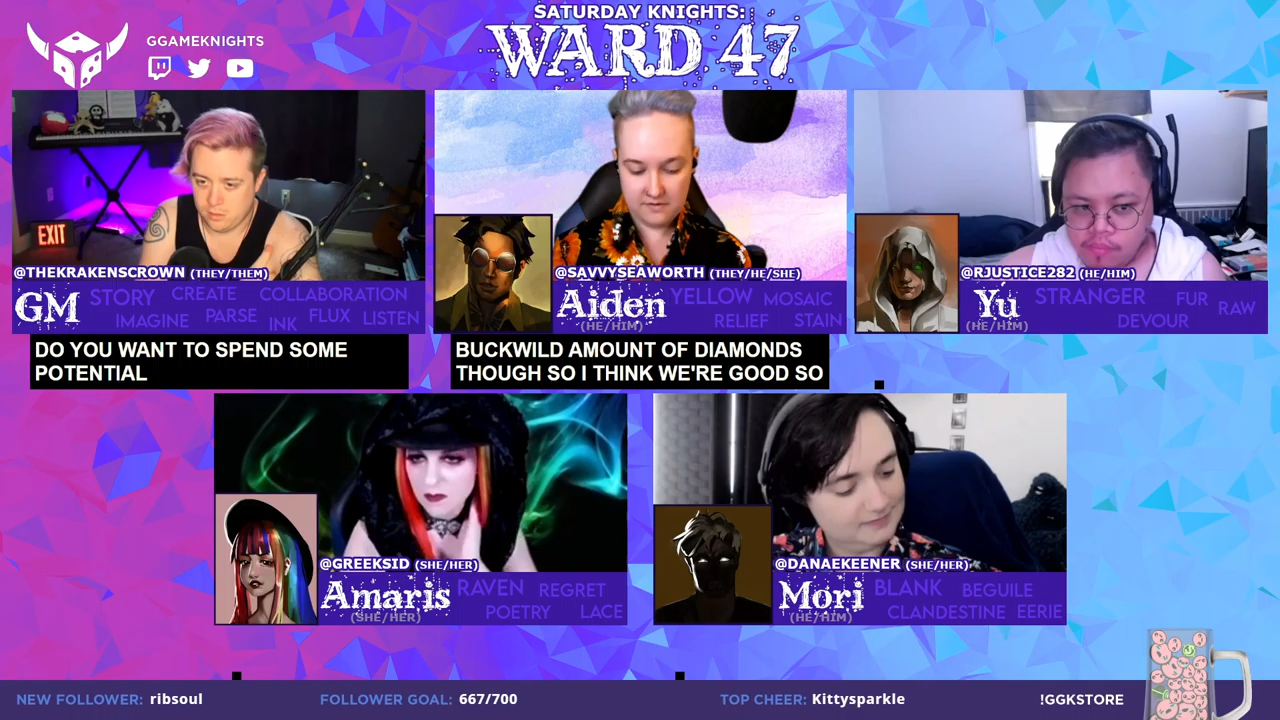 SATURDAY KNIGHTS:
WARD 47
GGAMEKNIGHTS
EXIT
@THEKRAKENSCROWN (THEY/THEM)
GM
STORY CREATE COLLABORATION
IMAGINE PARSE INK FLUX LISTEN
DO YOU WANT TO SPEND SOME
POTENTIAL
@SAVVYSEAWORTH (THEY/HE/SHE)
Aiden
(HE/HIM)
YELLOW MOSAIC
RELIEF STAIN
BUCKWILD AMOUNT OF DIAMONDS
THOUGH SO I THINK WE'RE GOOD SO
@RJUSTICE282 (HE/HIM)
Yu
(HE/HIM)
STRANGER FUR RAW
DEVOUR
@GREEKSID (SHE/HER)
Amaris
(SHE/HER)
RAVEN REGRET
POETRY LACE
@DANAEKEENER (SHE/HER)
Mori
(HE/HIM)
BLANK BEGUILE
CLANDESTINE EERIE
NEW FOLLOWER: ribsoul
FOLLOWER GOAL: 667/700
TOP CHEER: Kittysparkle
!GGKSTORE